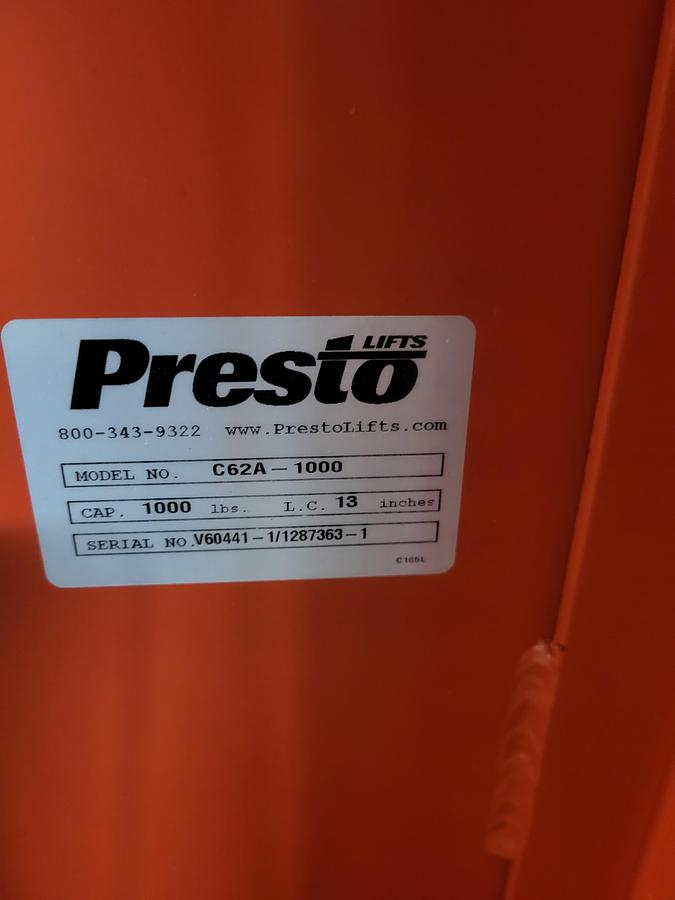 Presto LIFTS
800-343-9322 www.PrestoLifts.com
MODEL NO. C62A-1000
CAP. 1000 lbs. L.C. 13 inches
SERIAL NO. V60441-1/1287363-1
C165L